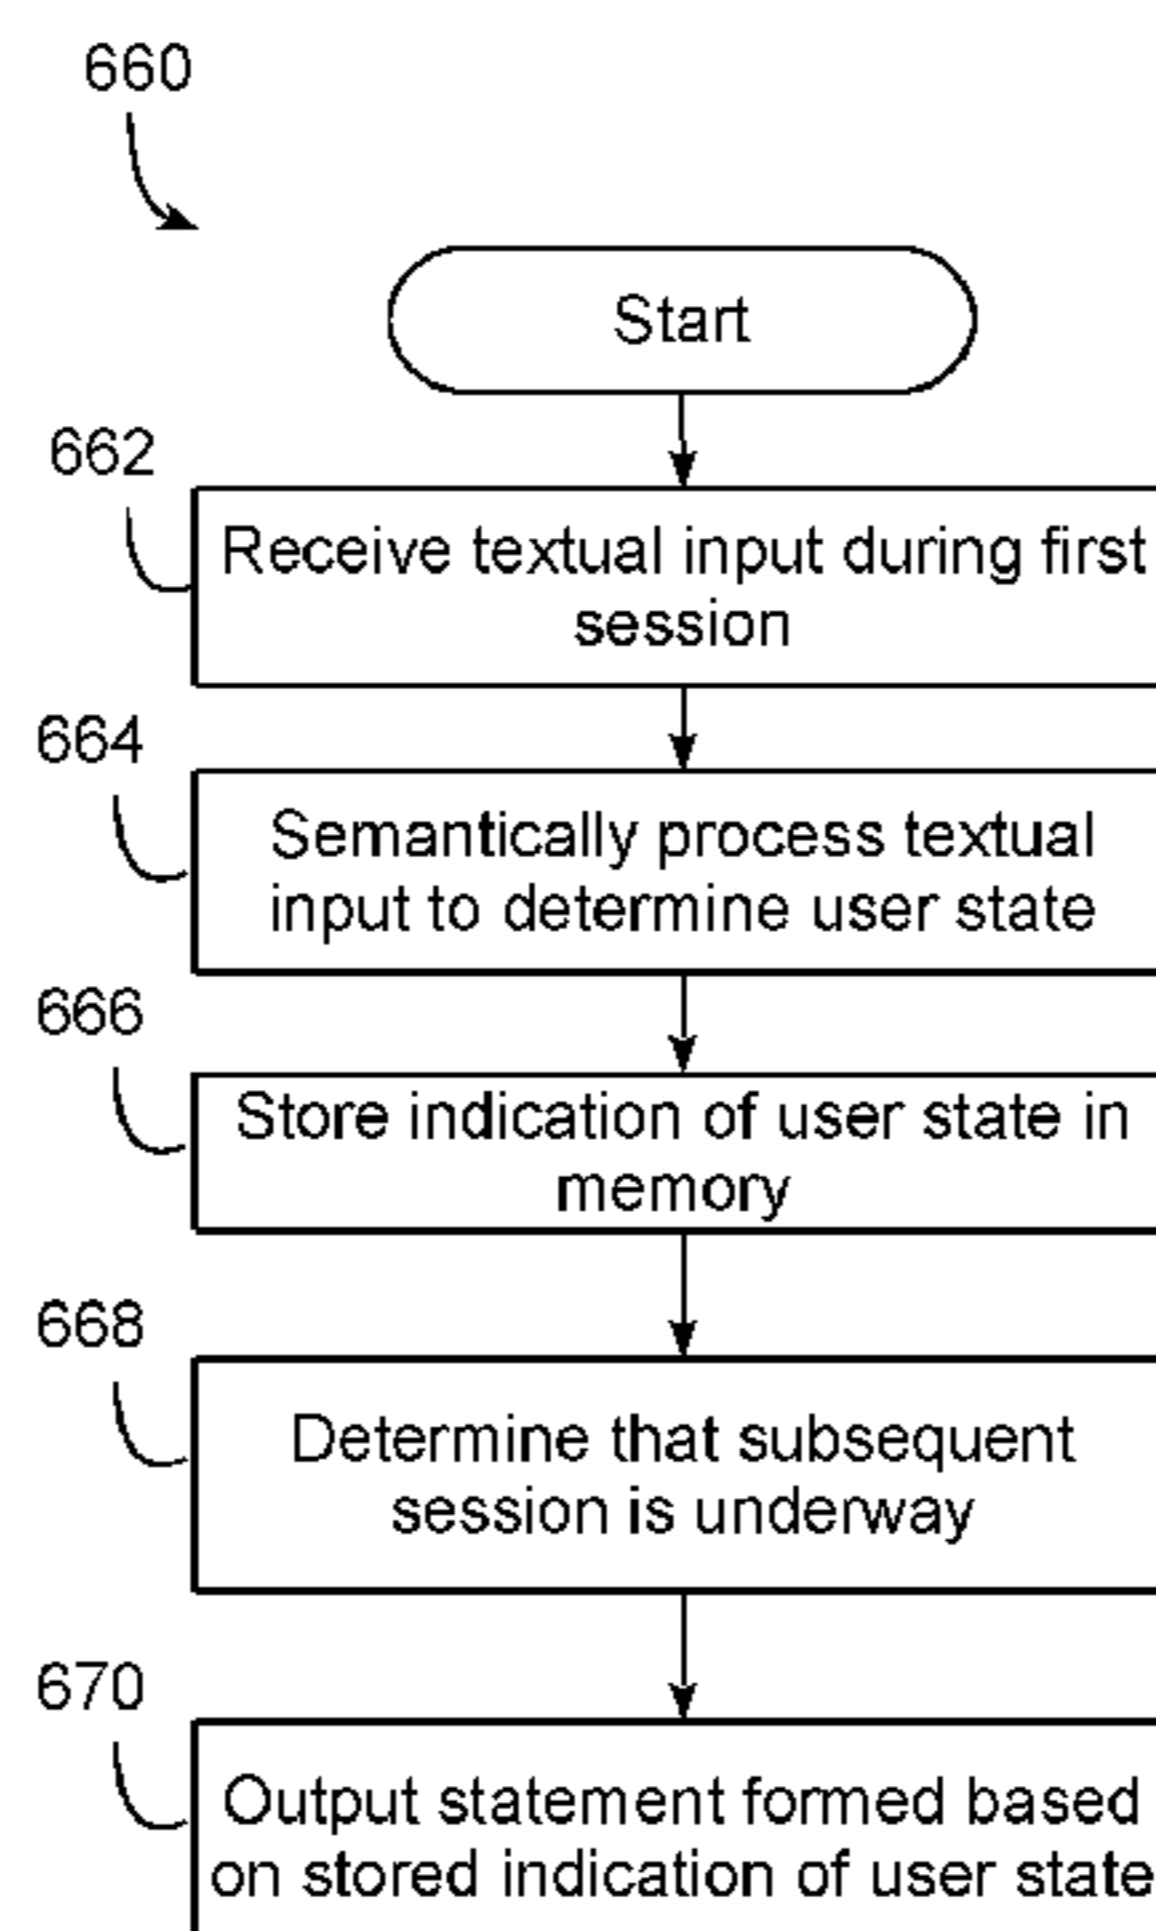 660
Start
662
Receive textual input during first
session
664
Semantically process textual
input to determine user state
666
Store indication of user state in
memory
668
Determine that subsequent
session is underway
670
Output statement formed based
on stored indication of user state